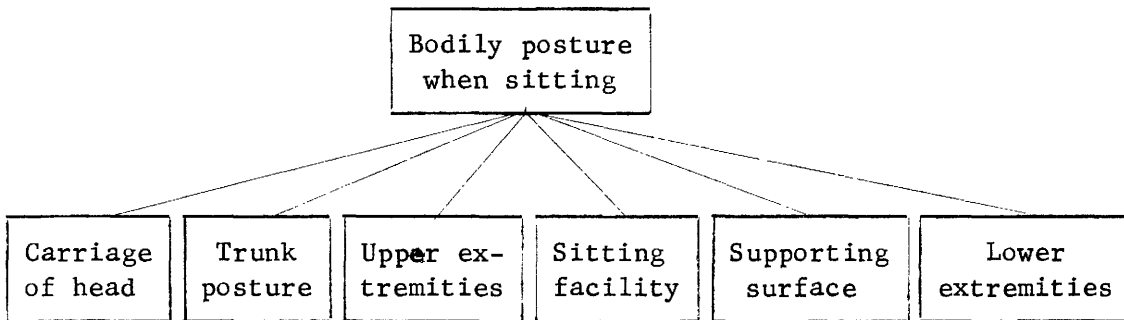 Bodily posture
when sitting
Carriage
of head
Trunk
posture
Upper ex-
tremities
Sitting
facility
Supporting
surface
Lower
extremities